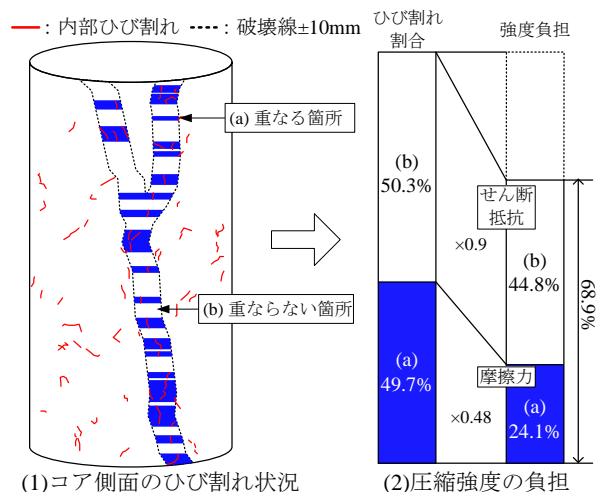 : 内部ひび割れ
: 破壊線±10mm
(a) 重なる箇所
(b) 重ならない箇所
(1)コア側面のひび割れ状況
ひび割れ
割合
強度負担
(b)
50.3%
せん断
抵抗
×0.9
(b)
44.8%
68.9%
(a)
49.7%
摩擦力
×0.48
(a)
24.1%
(2)圧縮強度の負担